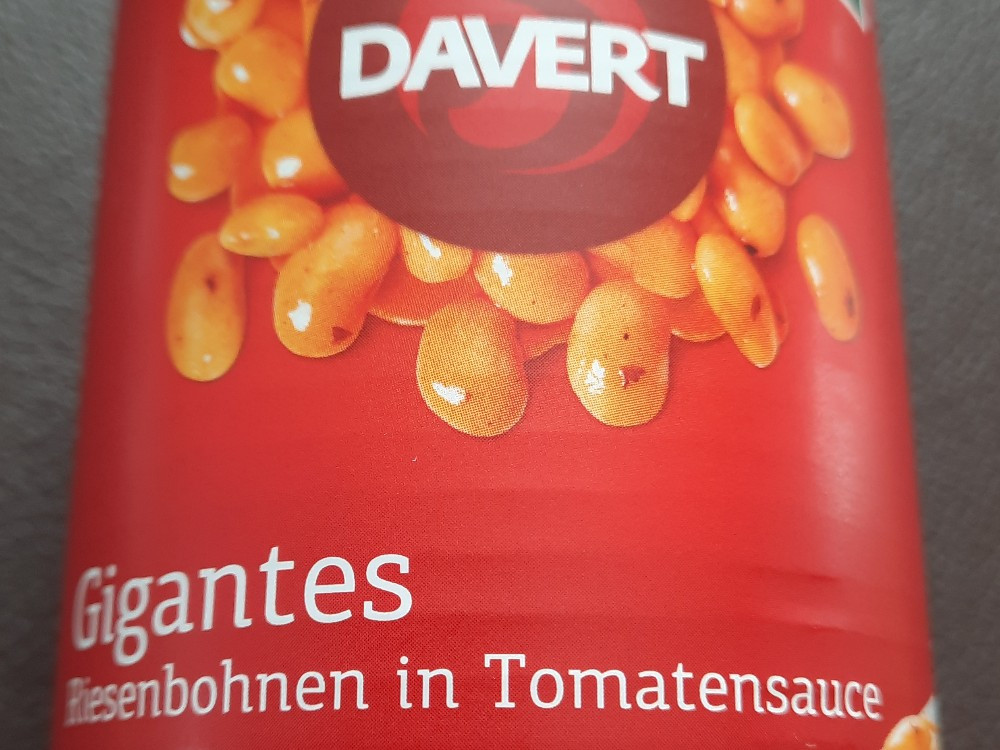 DAVERT
Gigantes
Riesenbohnen in Tomatensauce